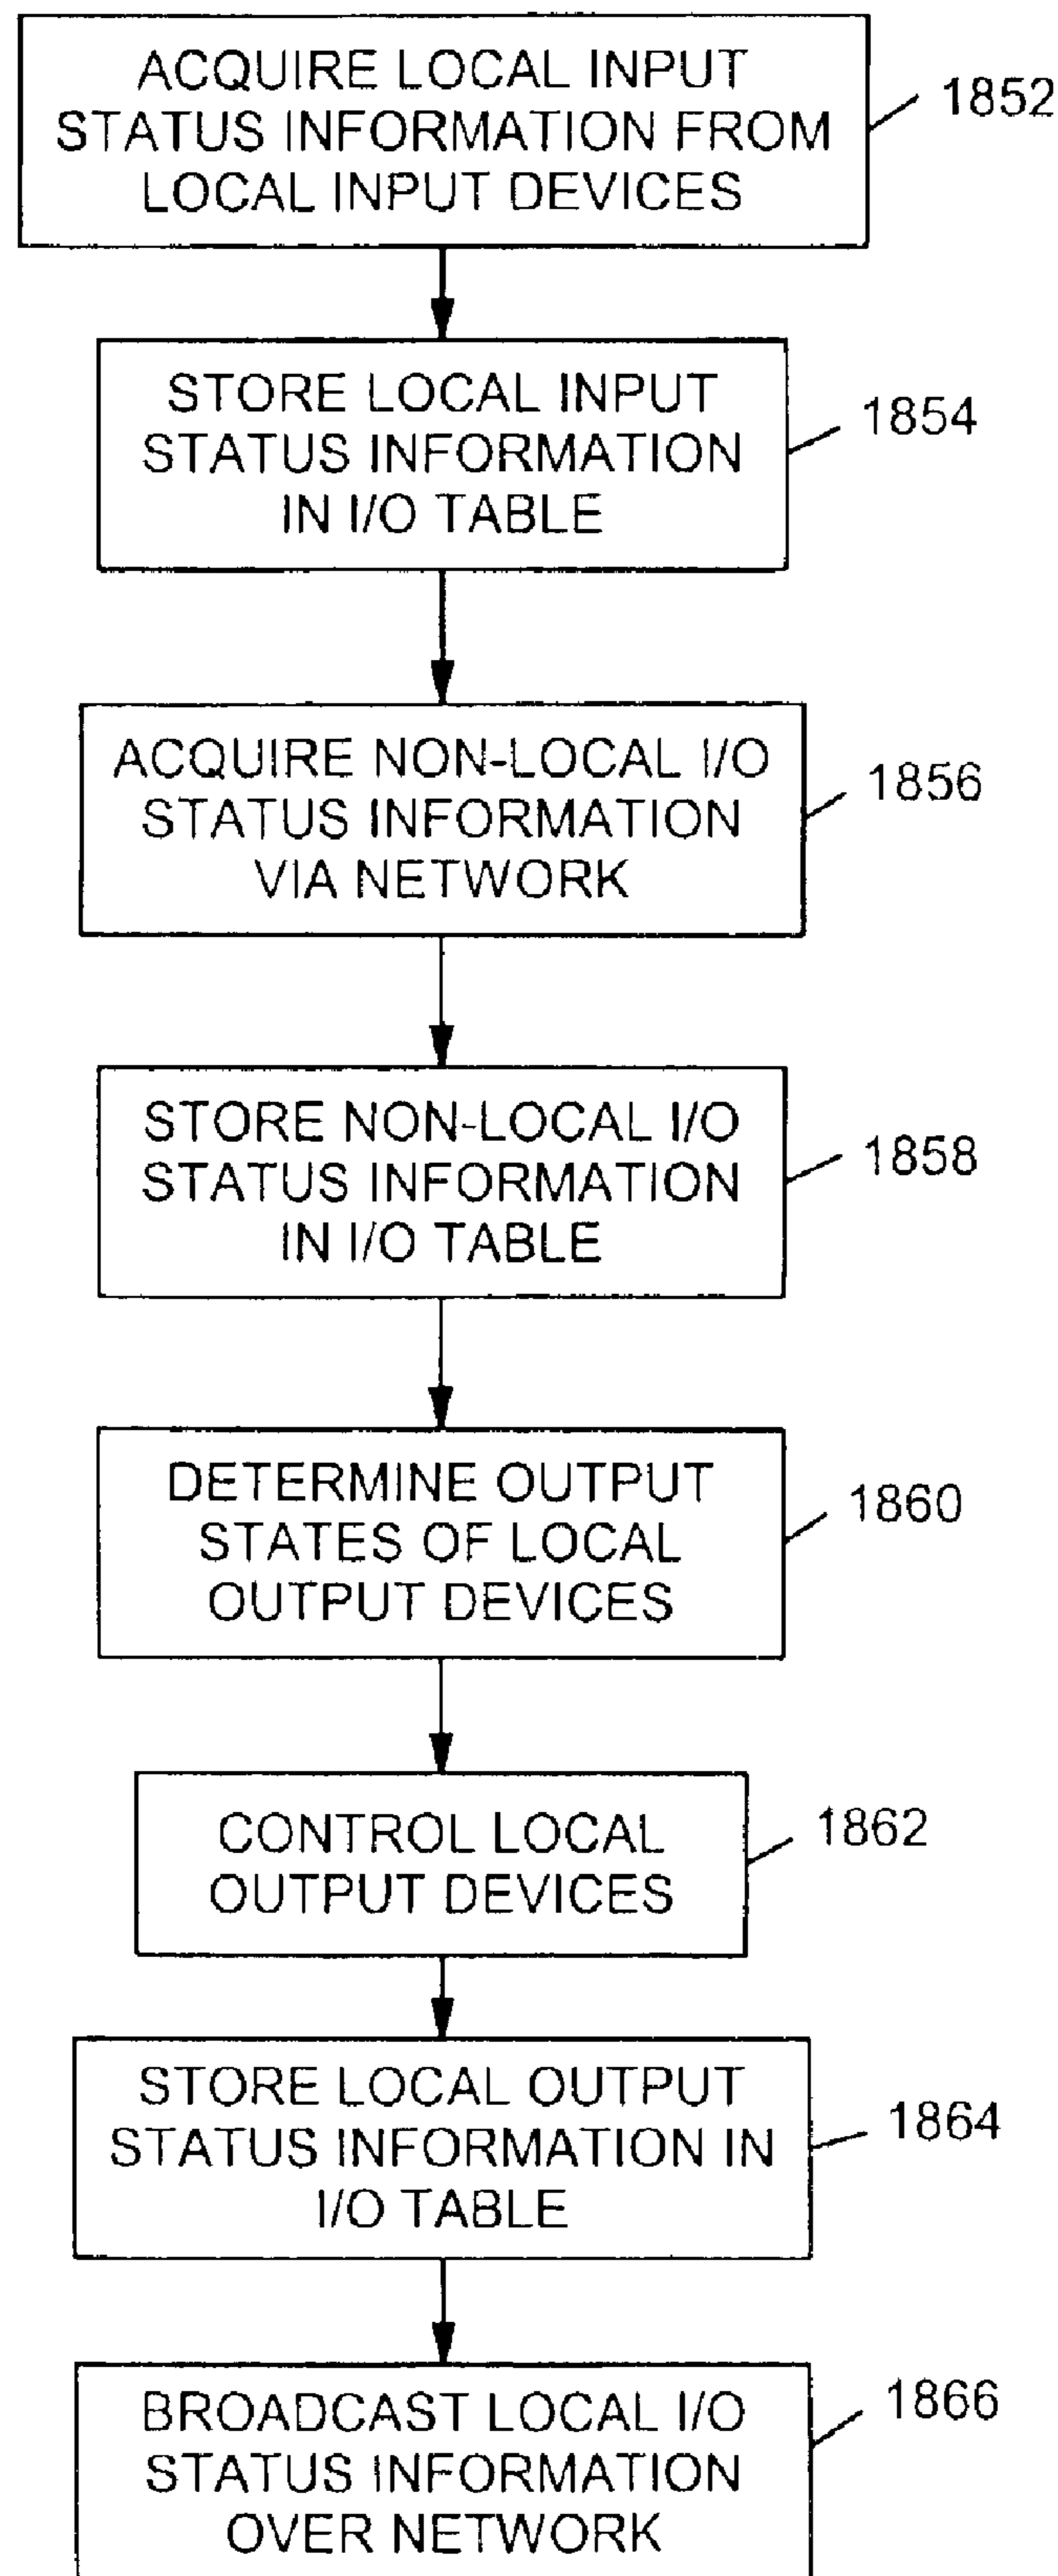 ACQUIRE LOCAL INPUT
STATUS INFORMATION FROM
LOCAL INPUT DEVICES
1852
STORE LOCAL INPUT
STATUS INFORMATION
IN I/O TABLE
1854
ACQUIRE NON-LOCAL I/O
STATUS INFORMATION
VIA NETWORK
1856
STORE NON-LOCAL I/O
STATUS INFORMATION
IN I/O TABLE
1858
DETERMINE OUTPUT
STATES OF LOCAL
OUTPUT DEVICES
1860
CONTROL LOCAL
OUTPUT DEVICES
1862
STORE LOCAL OUTPUT
STATUS INFORMATION IN
I/O TABLE
1864
BROADCAST LOCAL I/O
STATUS INFORMATION
OVER NETWORK
1866